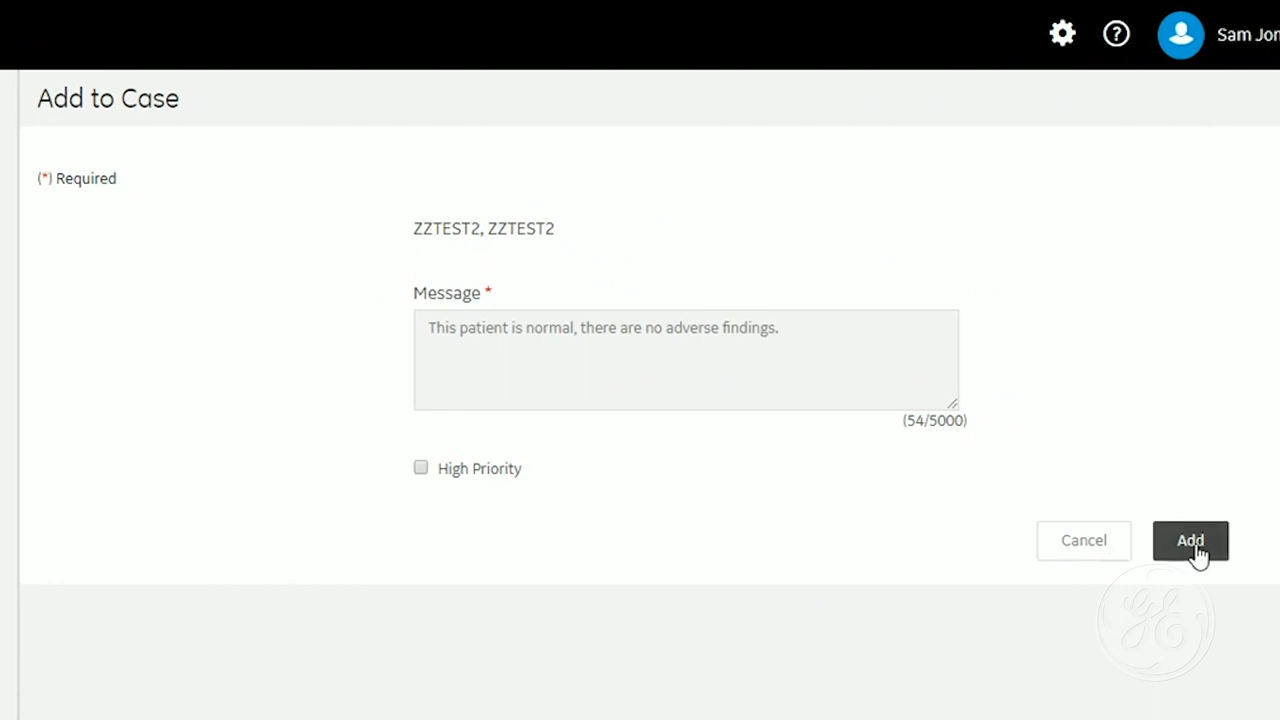 Sam Jon
Add to Case
(*) Required
ZZTEST2, ZZTEST2
Message *
This patient is normal, there are no adverse findings.
(54/5000)
High Priority
Cancel
Add
GE